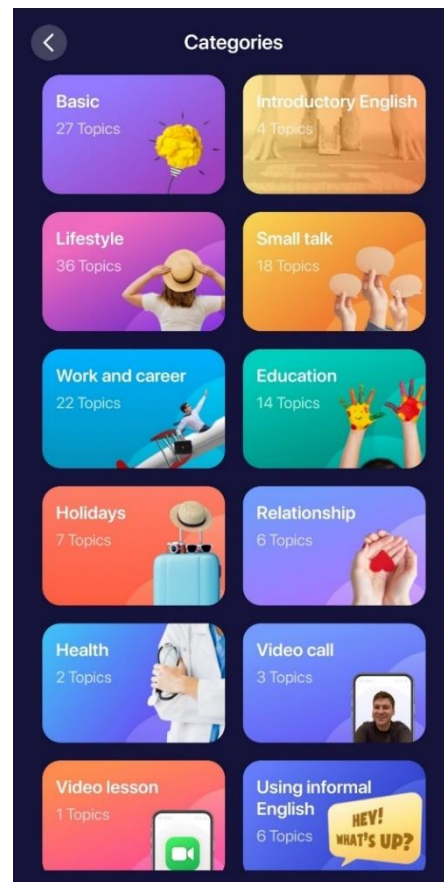 Categories
Basic
27 Topics
Introductory English
4 Topics
Lifestyle
36 Topics
Small talk
18 Topics
Work and career
22 Topics
Education
14 Topics
Holidays
7 Topics
Relationship
6 Topics
Health
2 Topics
Video call
3 Topics
Video lesson
1 Topics
Using informal
English
6 Topics
HEY!
WHAT'S UP?